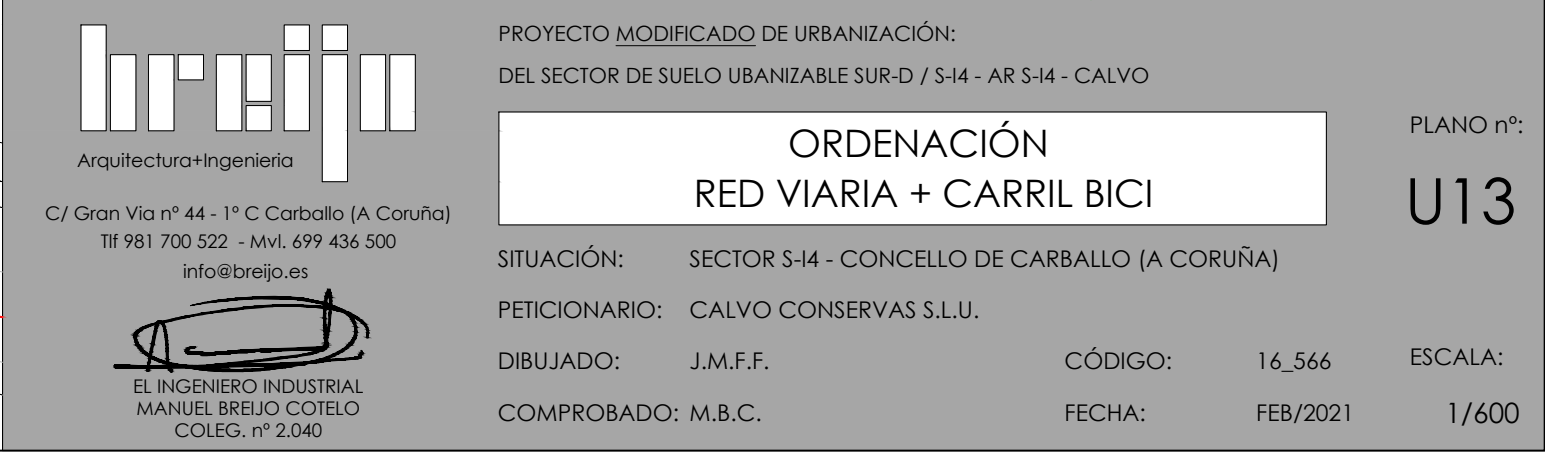 breijo
Arquitectura+Ingenieria
C/ Gran Via nº 44 - 1º C Carballo (A Coruña)
Tlf 981 700 522 - Mvl. 699 436 500
info@breijo.es
EL INGENIERO INDUSTRIAL
MANUEL BREIJO COTELO
COLEG. nº 2.040
PROYECTO MODIFICADO DE URBANIZACIÓN:
DEL SECTOR DE SUELO UBANIZABLE SUR-D / S-I4 - AR S-I4 - CALVO
ORDENACIÓN
RED VIARIA + CARRIL BICI
PLANO nº:
U13
SITUACIÓN: SECTOR S-I4 - CONCELLO DE CARBALLO (A CORUÑA)
PETICIONARIO: CALVO CONSERVAS S.L.U.
DIBUJADO: J.M.F.F. CÓDIGO: 16_566 ESCALA:
COMPROBADO: M.B.C. FECHA: FEB/2021 1/600